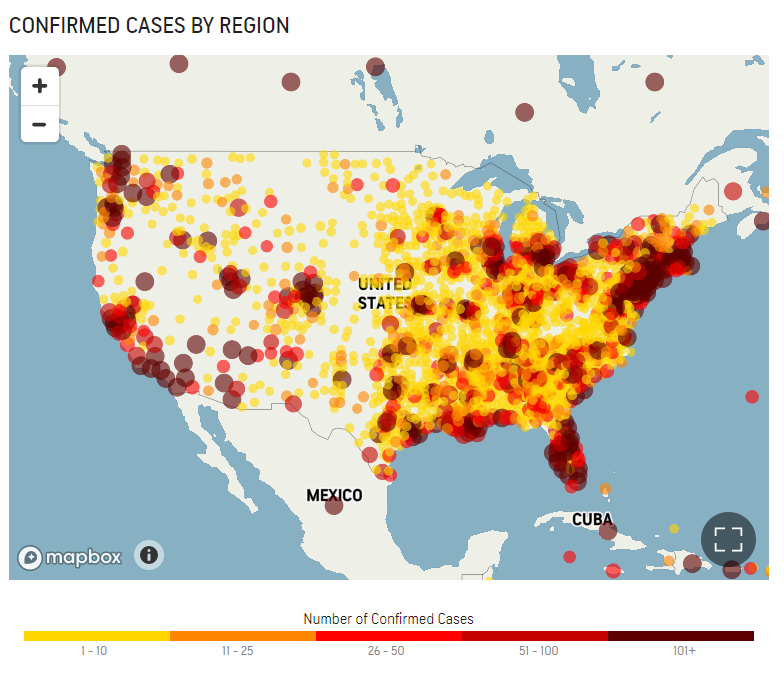 CONFIRMED CASES BY REGION
+
−
UNITED
STATES
MEXICO
CUBA
mapbox
i
Number of Confirmed Cases
1 - 10
11 - 25
26 - 50
51 - 100
101+